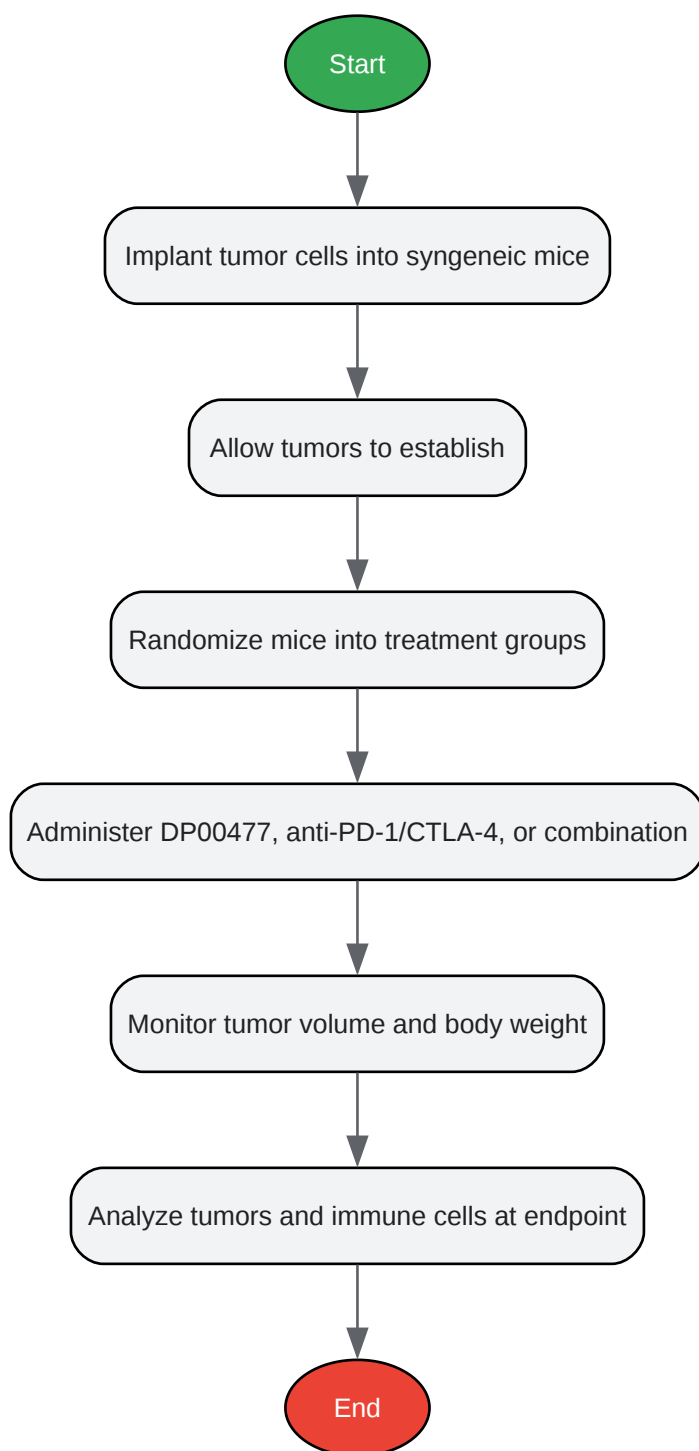 Start
Implant tumor cells into syngeneic mice
Allow tumors to establish
Randomize mice into treatment groups
Administer DP00477, anti-PD-1/CTLA-4, or combination
Monitor tumor volume and body weight
Analyze tumors and immune cells at endpoint
End